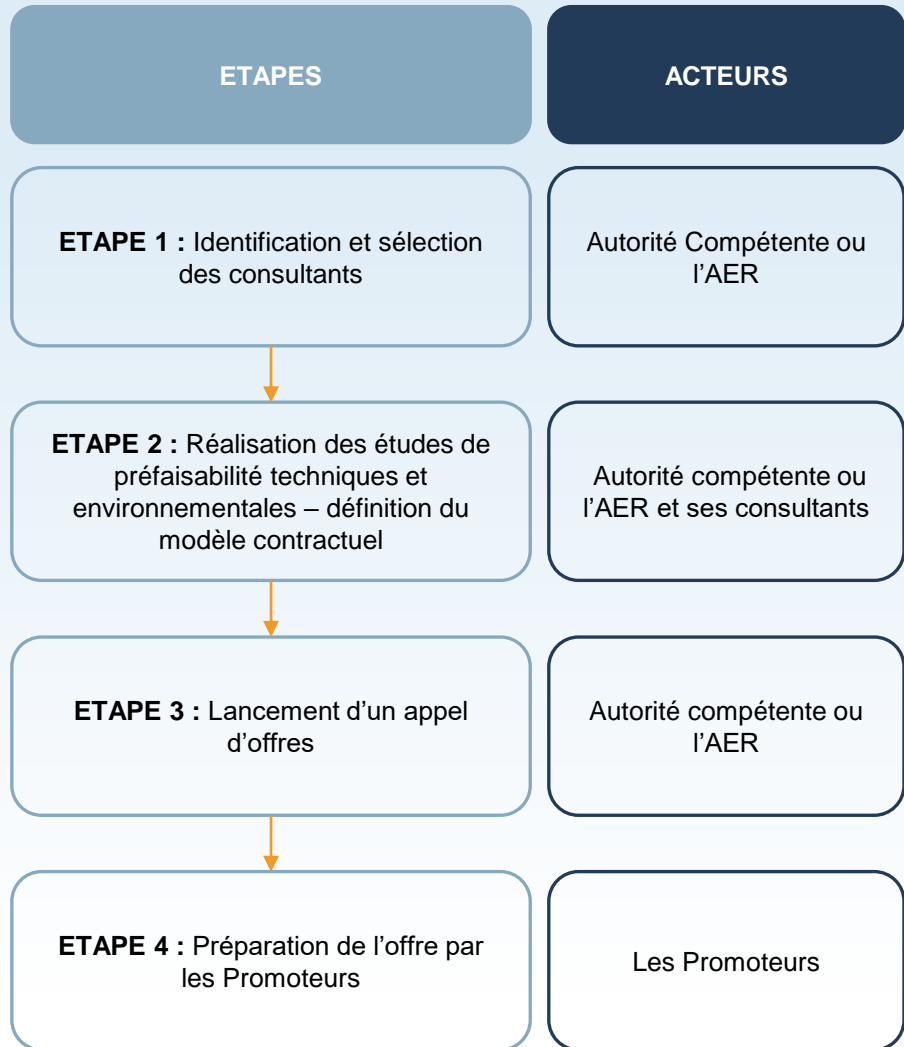 ETAPES
ACTEURS
ETAPE 1 : Identification et sélection
des consultants
Autorité Compétente ou
l'AER
ETAPE 2 : Réalisation des études de
préfaisabilité techniques et
environnementales – définition du
modèle contractuel
Autorité compétente ou
l'AER et ses consultants
ETAPE 3 : Lancement d'un appel
d'offres
Autorité compétente ou
l'AER
ETAPE 4 : Préparation de l'offre par
les Promoteurs
Les Promoteurs